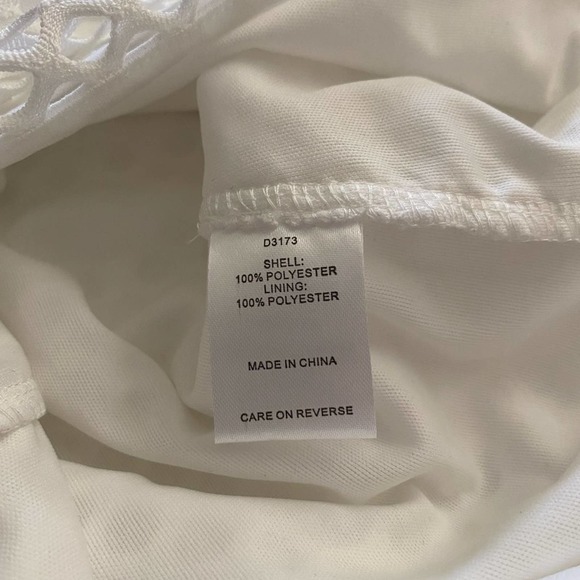 D3173
SHELL:
100% POLYESTER
LINING:
100% POLYESTER
MADE IN CHINA
CARE ON REVERSE